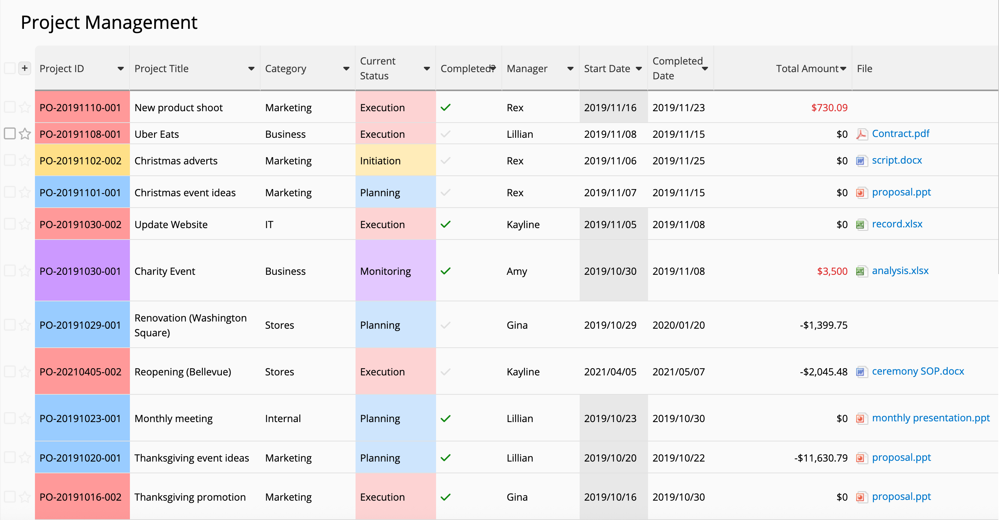 Project Management
Project ID Project Title Category Current Status Completed? Manager Start Date Completed Date Total Amount File
PO-20191110-001 New product shoot Marketing Execution Rex 2019/11/16 2019/11/23 $730.09
PO-20191108-001 Uber Eats Business Execution Lillian 2019/11/08 2019/11/15 $0 Contract.pdf
PO-20191102-002 Christmas adverts Marketing Initiation Rex 2019/11/06 2019/11/25 $0 script.docx
PO-20191101-001 Christmas event ideas Marketing Planning Rex 2019/11/07 2019/11/15 $0 proposal.ppt
PO-20191030-002 Update Website IT Execution Kayline 2019/11/05 2019/11/08 $0 record.xlsx
PO-20191030-001 Charity Event Business Monitoring Amy 2019/10/30 2019/11/08 $3,500 analysis.xlsx
PO-20191029-001 Renovation (Washington Square) Stores Planning Gina 2019/10/29 2020/01/20 -$1,399.75
PO-20210405-002 Reopening (Bellevue) Stores Execution Kayline 2021/04/05 2021/05/07 -$2,045.48 ceremony SOP.docx
PO-20191023-001 Monthly meeting Internal Planning Lillian 2019/10/23 2019/10/30 $0 monthly presentation.ppt
PO-20191020-001 Thanksgiving event ideas Marketing Planning Lillian 2019/10/20 2019/10/22 -$11,630.79 proposal.ppt
PO-20191016-002 Thanksgiving promotion Marketing Execution Gina 2019/10/16 2019/10/30 $0 proposal.ppt